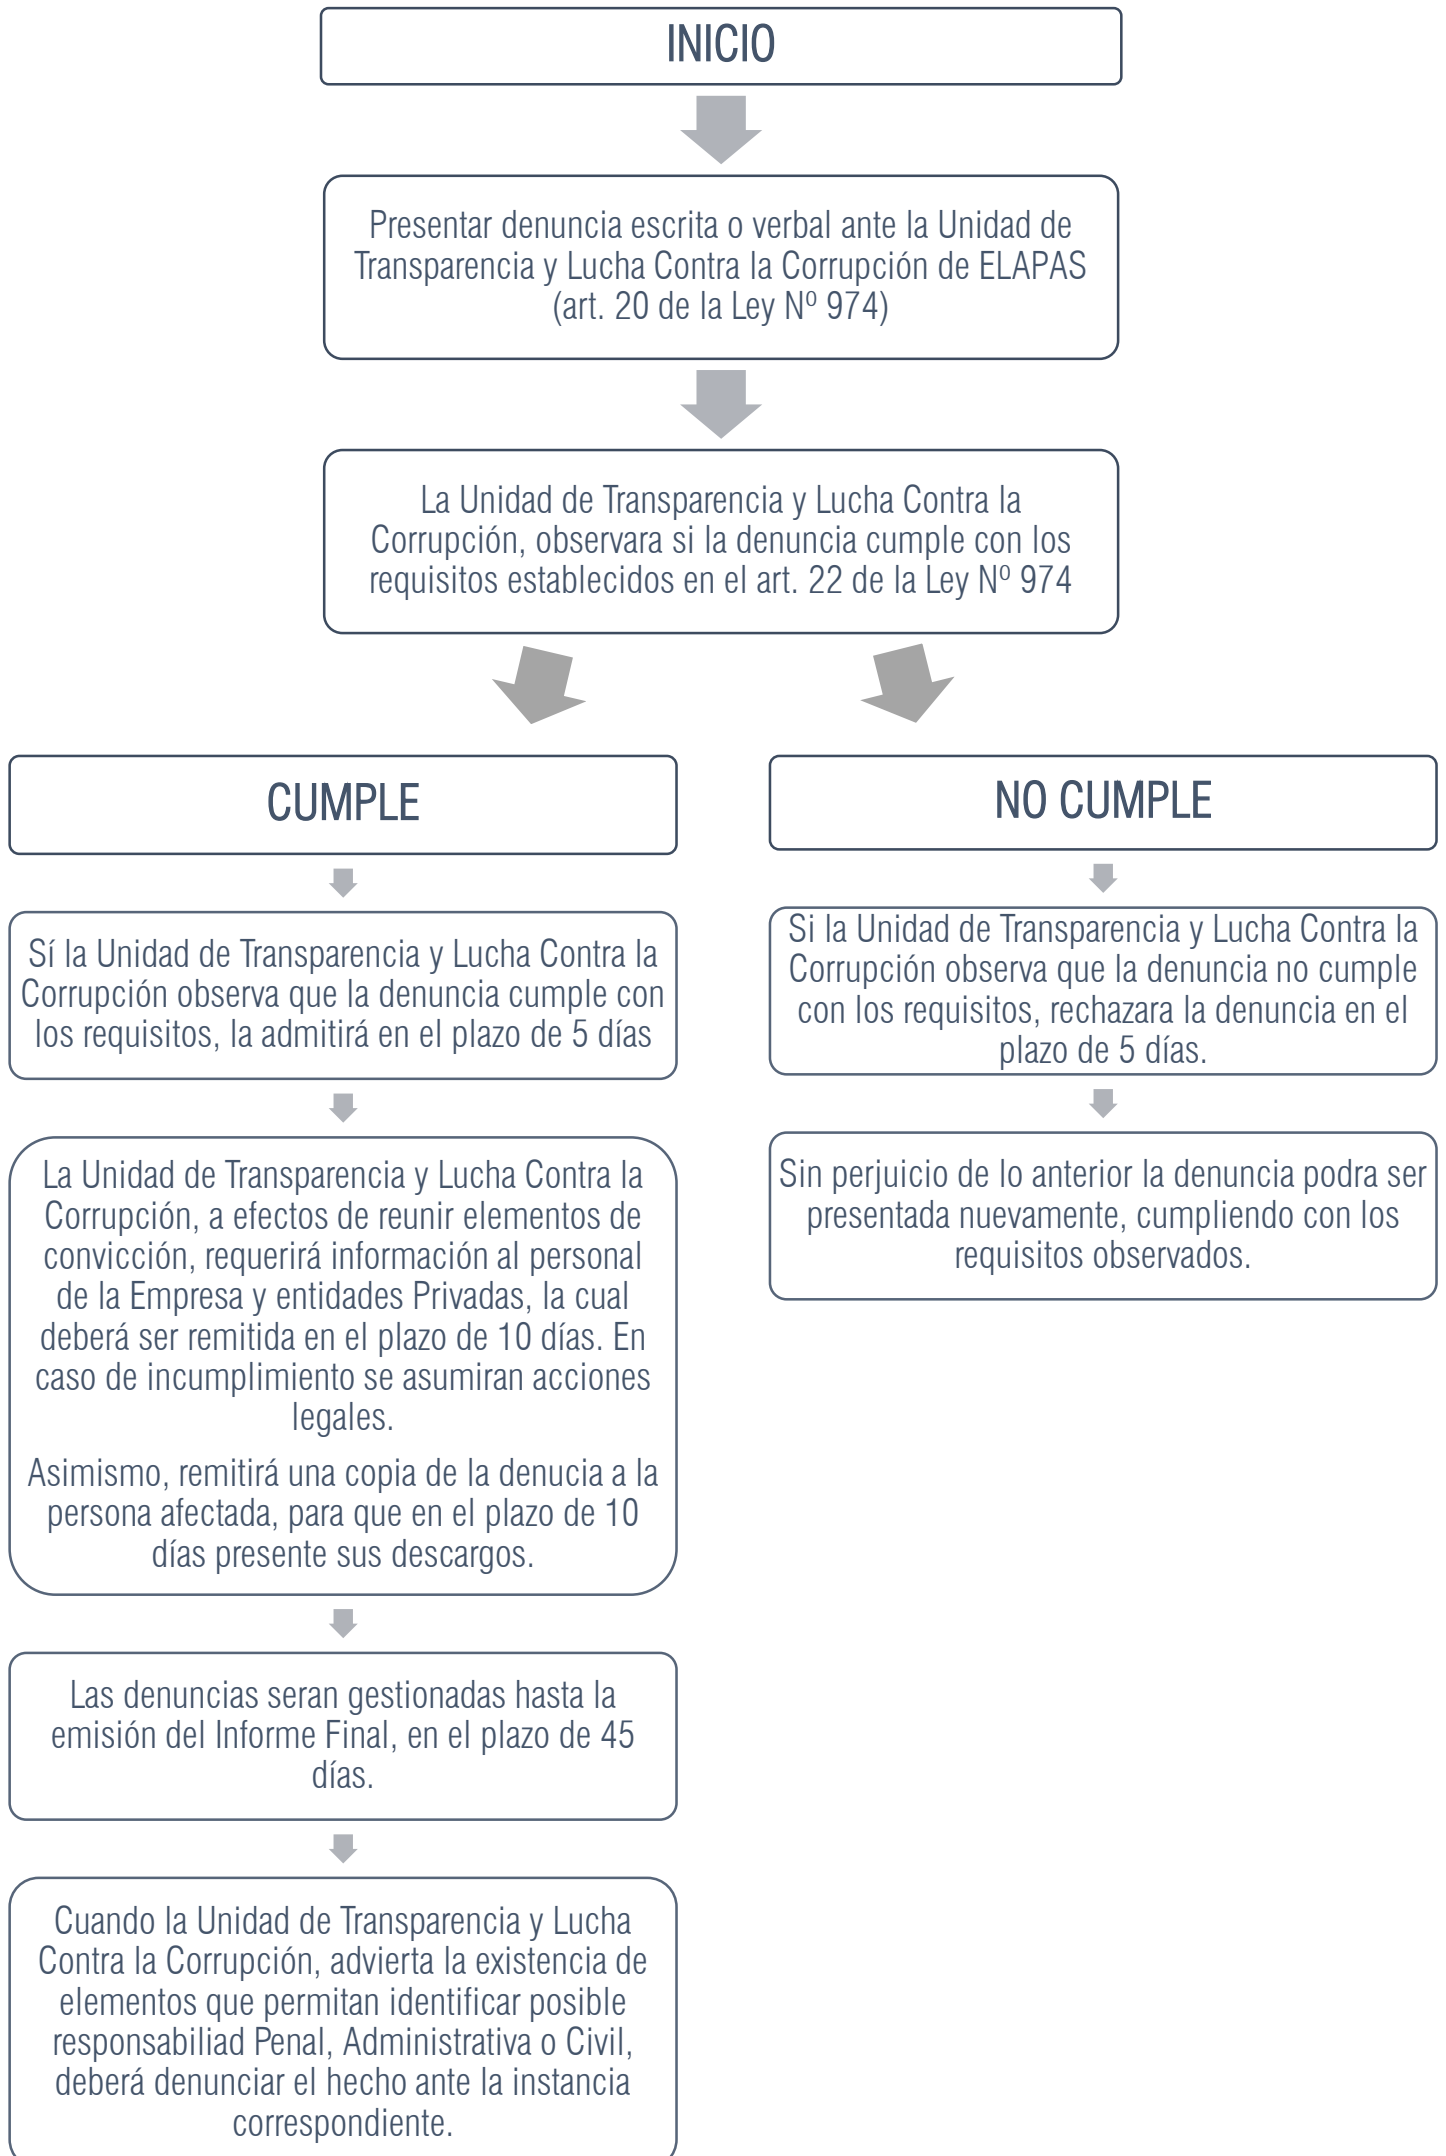 INICIO
Presentar denuncia escrita o verbal ante la Unidad de
Transparencia y Lucha Contra la Corrupción de ELAPAS
(art. 20 de la Ley Nº 974)
La Unidad de Transparencia y Lucha Contra la
Corrupción, observara si la denuncia cumple con los
requisitos establecidos en el art. 22 de la Ley Nº 974
CUMPLE
Sí la Unidad de Transparencia y Lucha Contra la
Corrupción observa que la denuncia cumple con
los requisitos, la admitirá en el plazo de 5 días
La Unidad de Transparencia y Lucha Contra la
Corrupción, a efectos de reunir elementos de
convicción, requerirá información al personal
de la Empresa y entidades Privadas, la cual
deberá ser remitida en el plazo de 10 días. En
caso de incumplimiento se asumiran acciones
legales.
Asimismo, remitirá una copia de la denucia a la
persona afectada, para que en el plazo de 10
días presente sus descargos.
Las denuncias seran gestionadas hasta la
emisión del Informe Final, en el plazo de 45
días.
Cuando la Unidad de Transparencia y Lucha
Contra la Corrupción, advierta la existencia de
elementos que permitan identificar posible
responsabiliad Penal, Administrativa o Civil,
deberá denunciar el hecho ante la instancia
correspondiente.
NO CUMPLE
Si la Unidad de Transparencia y Lucha Contra la
Corrupción observa que la denuncia no cumple
con los requisitos, rechazara la denuncia en el
plazo de 5 días.
Sin perjuicio de lo anterior la denuncia podra ser
presentada nuevamente, cumpliendo con los
requisitos observados.